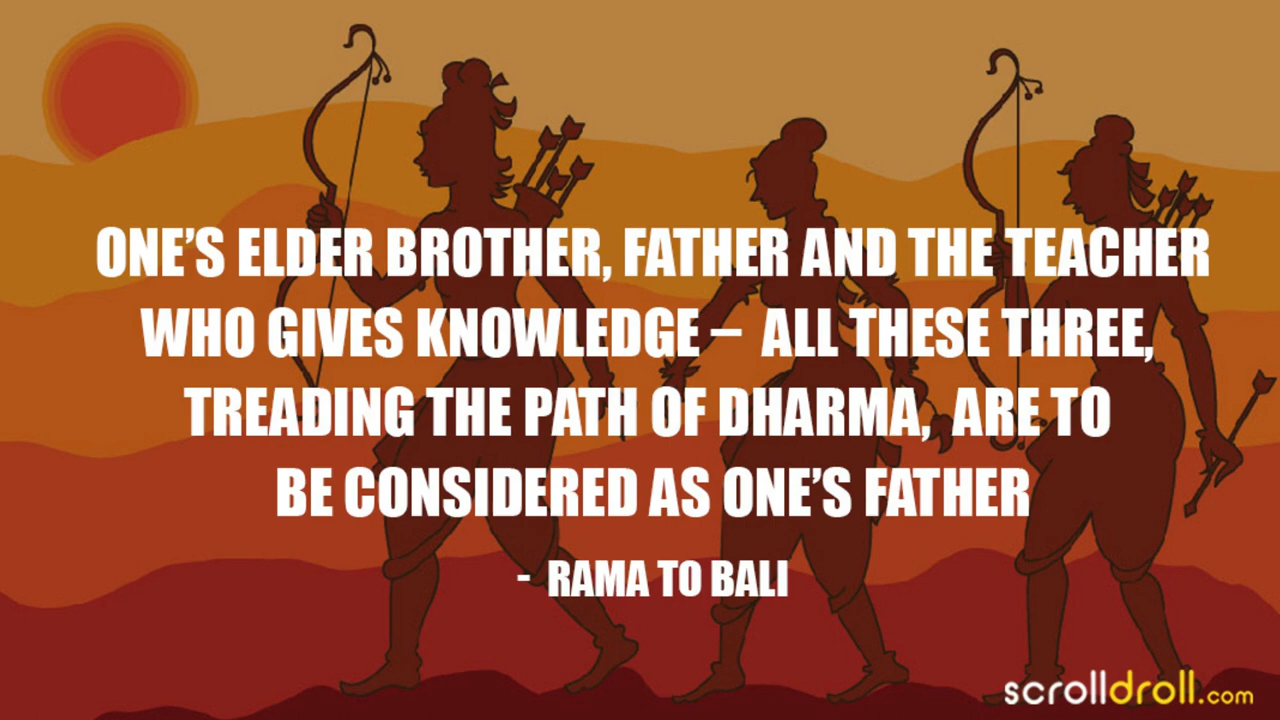 ONE'S ELDER BROTHER, FATHER AND THE TEACHER
WHO GIVES KNOWLEDGE – ALL THESE THREE,
TREADING THE PATH OF DHARMA, ARE TO
BE CONSIDERED AS ONE'S FATHER
- RAMA TO BALI
scrolldroll.com